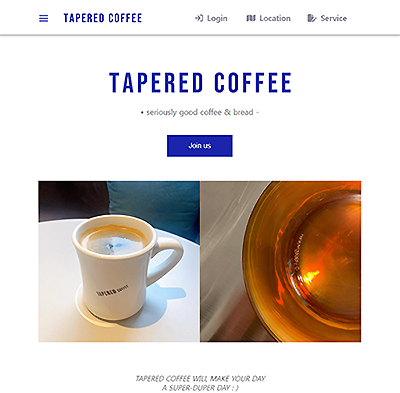 TAPERED COFFEE
Login
Location
Service
TAPERED COFFEE
• seriously good coffee & bread -
Join us
TAPERED COFFEE
TAPERED COFFEE WILL MAKE YOUR DAY
A SUPER-DUPER DAY : )